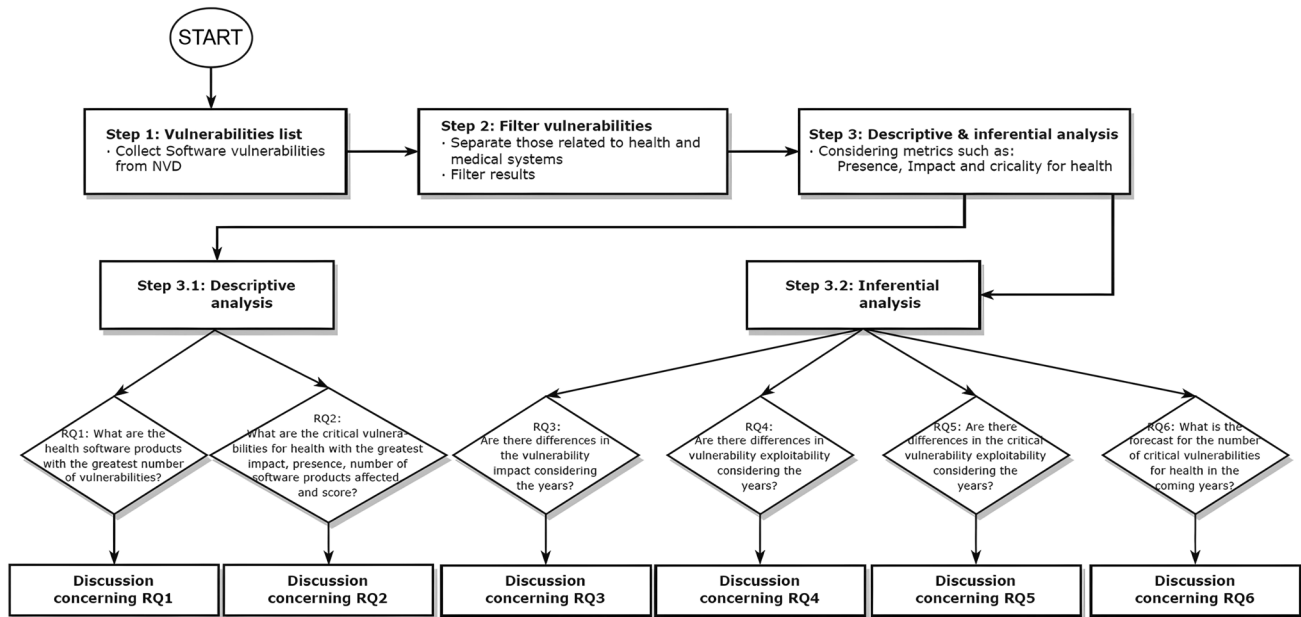 START
Step 1: Vulnerabilities list
· Collect Software vulnerabilities
from NVD
Step 2: Filter vulnerabilities
· Separate those related to health and
medical systems
· Filter results
Step 3: Descriptive & inferential analysis
· Considering metrics such as:
Presence, Impact and cricality for health
Step 3.1: Descriptive
analysis
Step 3.2: Inferential
analysis
RQ1: What are the
health software products
with the greatest number
of vulnerabilities?
RQ2:
What are the critical vulnera-
bilities for health with the greatest
impact, presence, number of
software products affected
and score?
RQ3:
Are there differences in
the vulnerability
impact considering
the years?
RQ4:
Are there differences in
vulnerability exploitability
considering the
years?
RQ5: Are there
differences in the critical
vulnerability exploitability
considering the
years?
RQ6: What is the
forecast for the number
of critical vulnerabilities
for health in the
coming years?
Discussion
concerning RQ1
Discussion
concerning RQ2
Discussion
concerning RQ3
Discussion
concerning RQ4
Discussion
concerning RQ5
Discussion
concerning RQ6